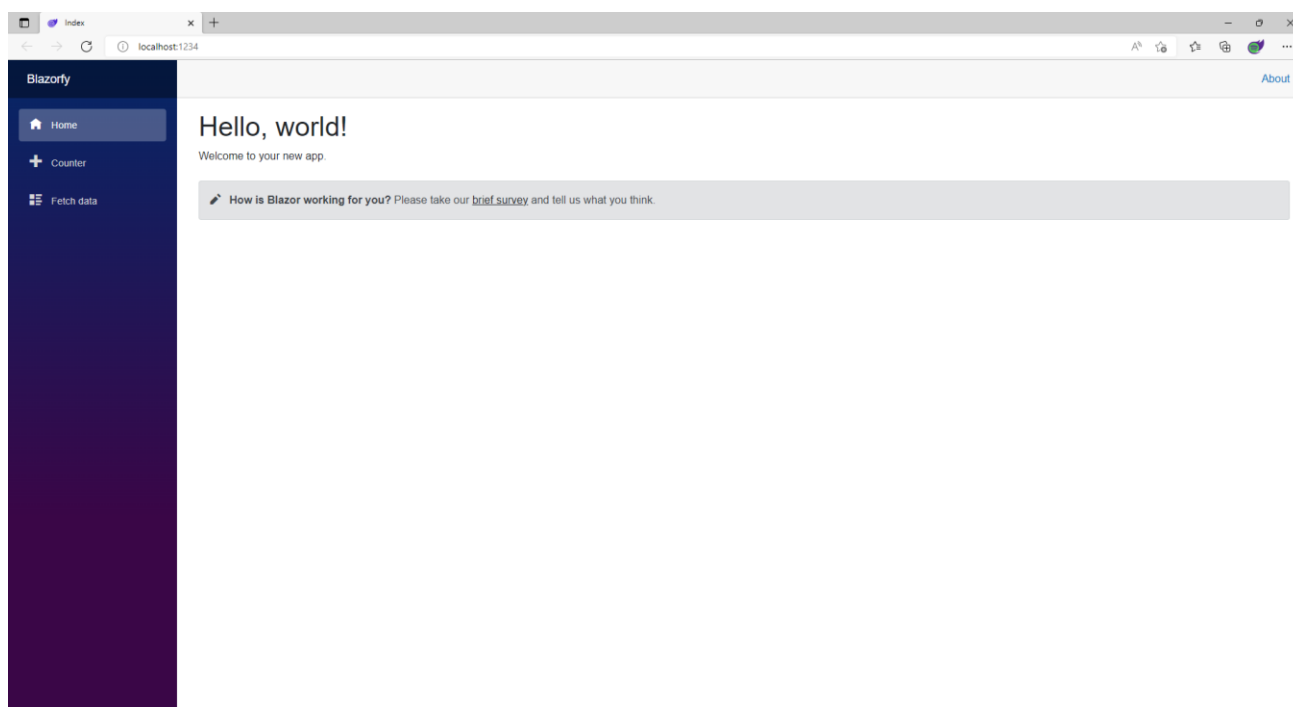 Index
localhost:1234
Blazorfy
About
Home
Hello, world!
Welcome to your new app.
Counter
Fetch data
How is Blazor working for you? Please take our brief survey and tell us what you think.